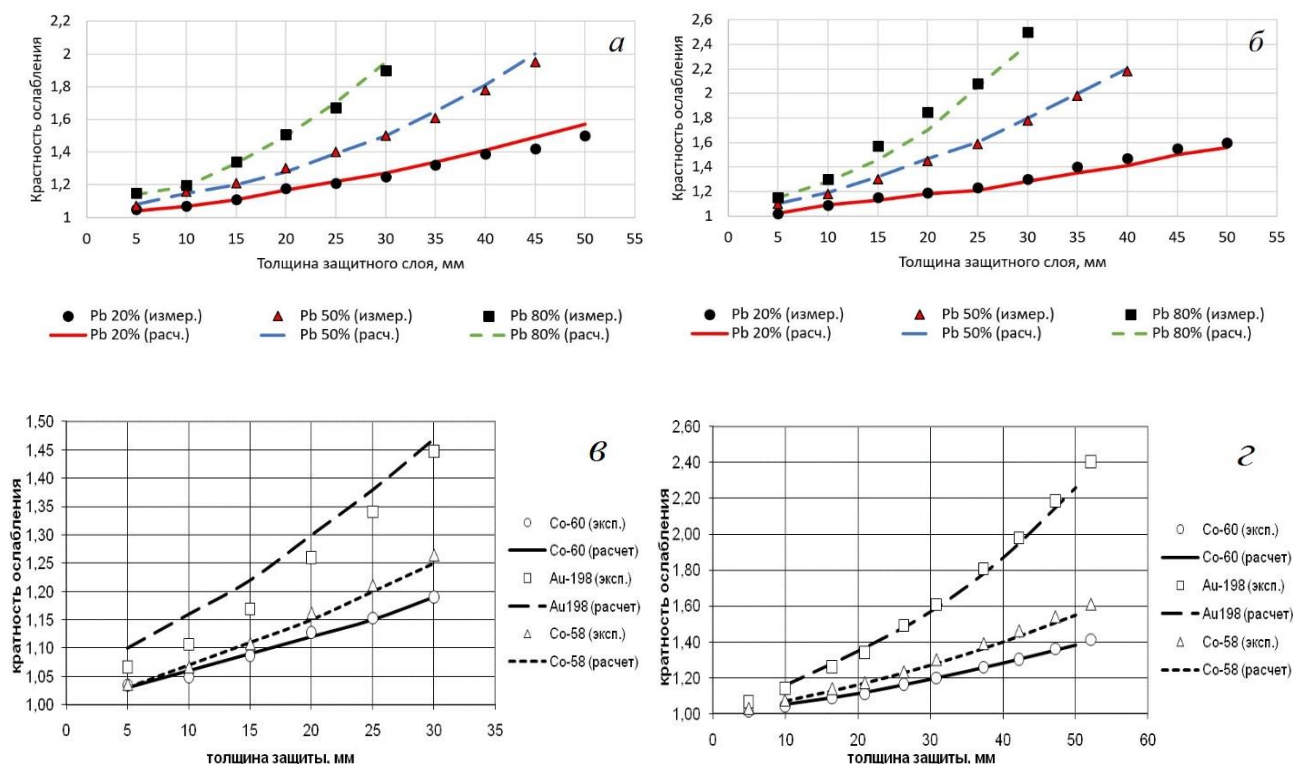 2,2
2
1,8
1,6
1,4
1,2
1
0 5 10 15 20 25 30 35 40 45 50 55
Крастность ослабления
Толщина защитного слоя, мм
а
Pb 20% (измер.) Pb 50% (измер.) Pb 80% (измер.)
Pb 20% (расч.) Pb 50% (расч.) Pb 80% (расч.)
2,6
2,4
2,2
2
1,8
1,6
1,4
1,2
1
0 5 10 15 20 25 30 35 40 45 50 55
Крастность ослабления
Толщина защитного слоя, мм
б
Pb 20% (измер.) Pb 50% (измер.) Pb 80% (измер.)
Pb 20% (расч.) Pb 50% (расч.) Pb 80% (расч.)
1,50
1,45
1,40
1,35
1,30
1,25
1,20
1,15
1,10
1,05
1,00
0 5 10 15 20 25 30 35
кратность ослабления
толщина защиты, мм
в
Co-60 (эксп.)
Co-60 (расчет)
Au-198 (эксп.)
Au198 (расчет)
Co-58 (эксп.)
Co-58 (расчет)
2,60
2,40
2,20
2,00
1,80
1,60
1,40
1,20
1,00
0 10 20 30 40 50 60
кратность ослабления
толщина защиты, мм
г
Co-60 (эксп.)
Co-60 (расчет)
Au-198 (эксп.)
Au198 (расчет)
Co-58 (эксп.)
Co-58 (расчет)